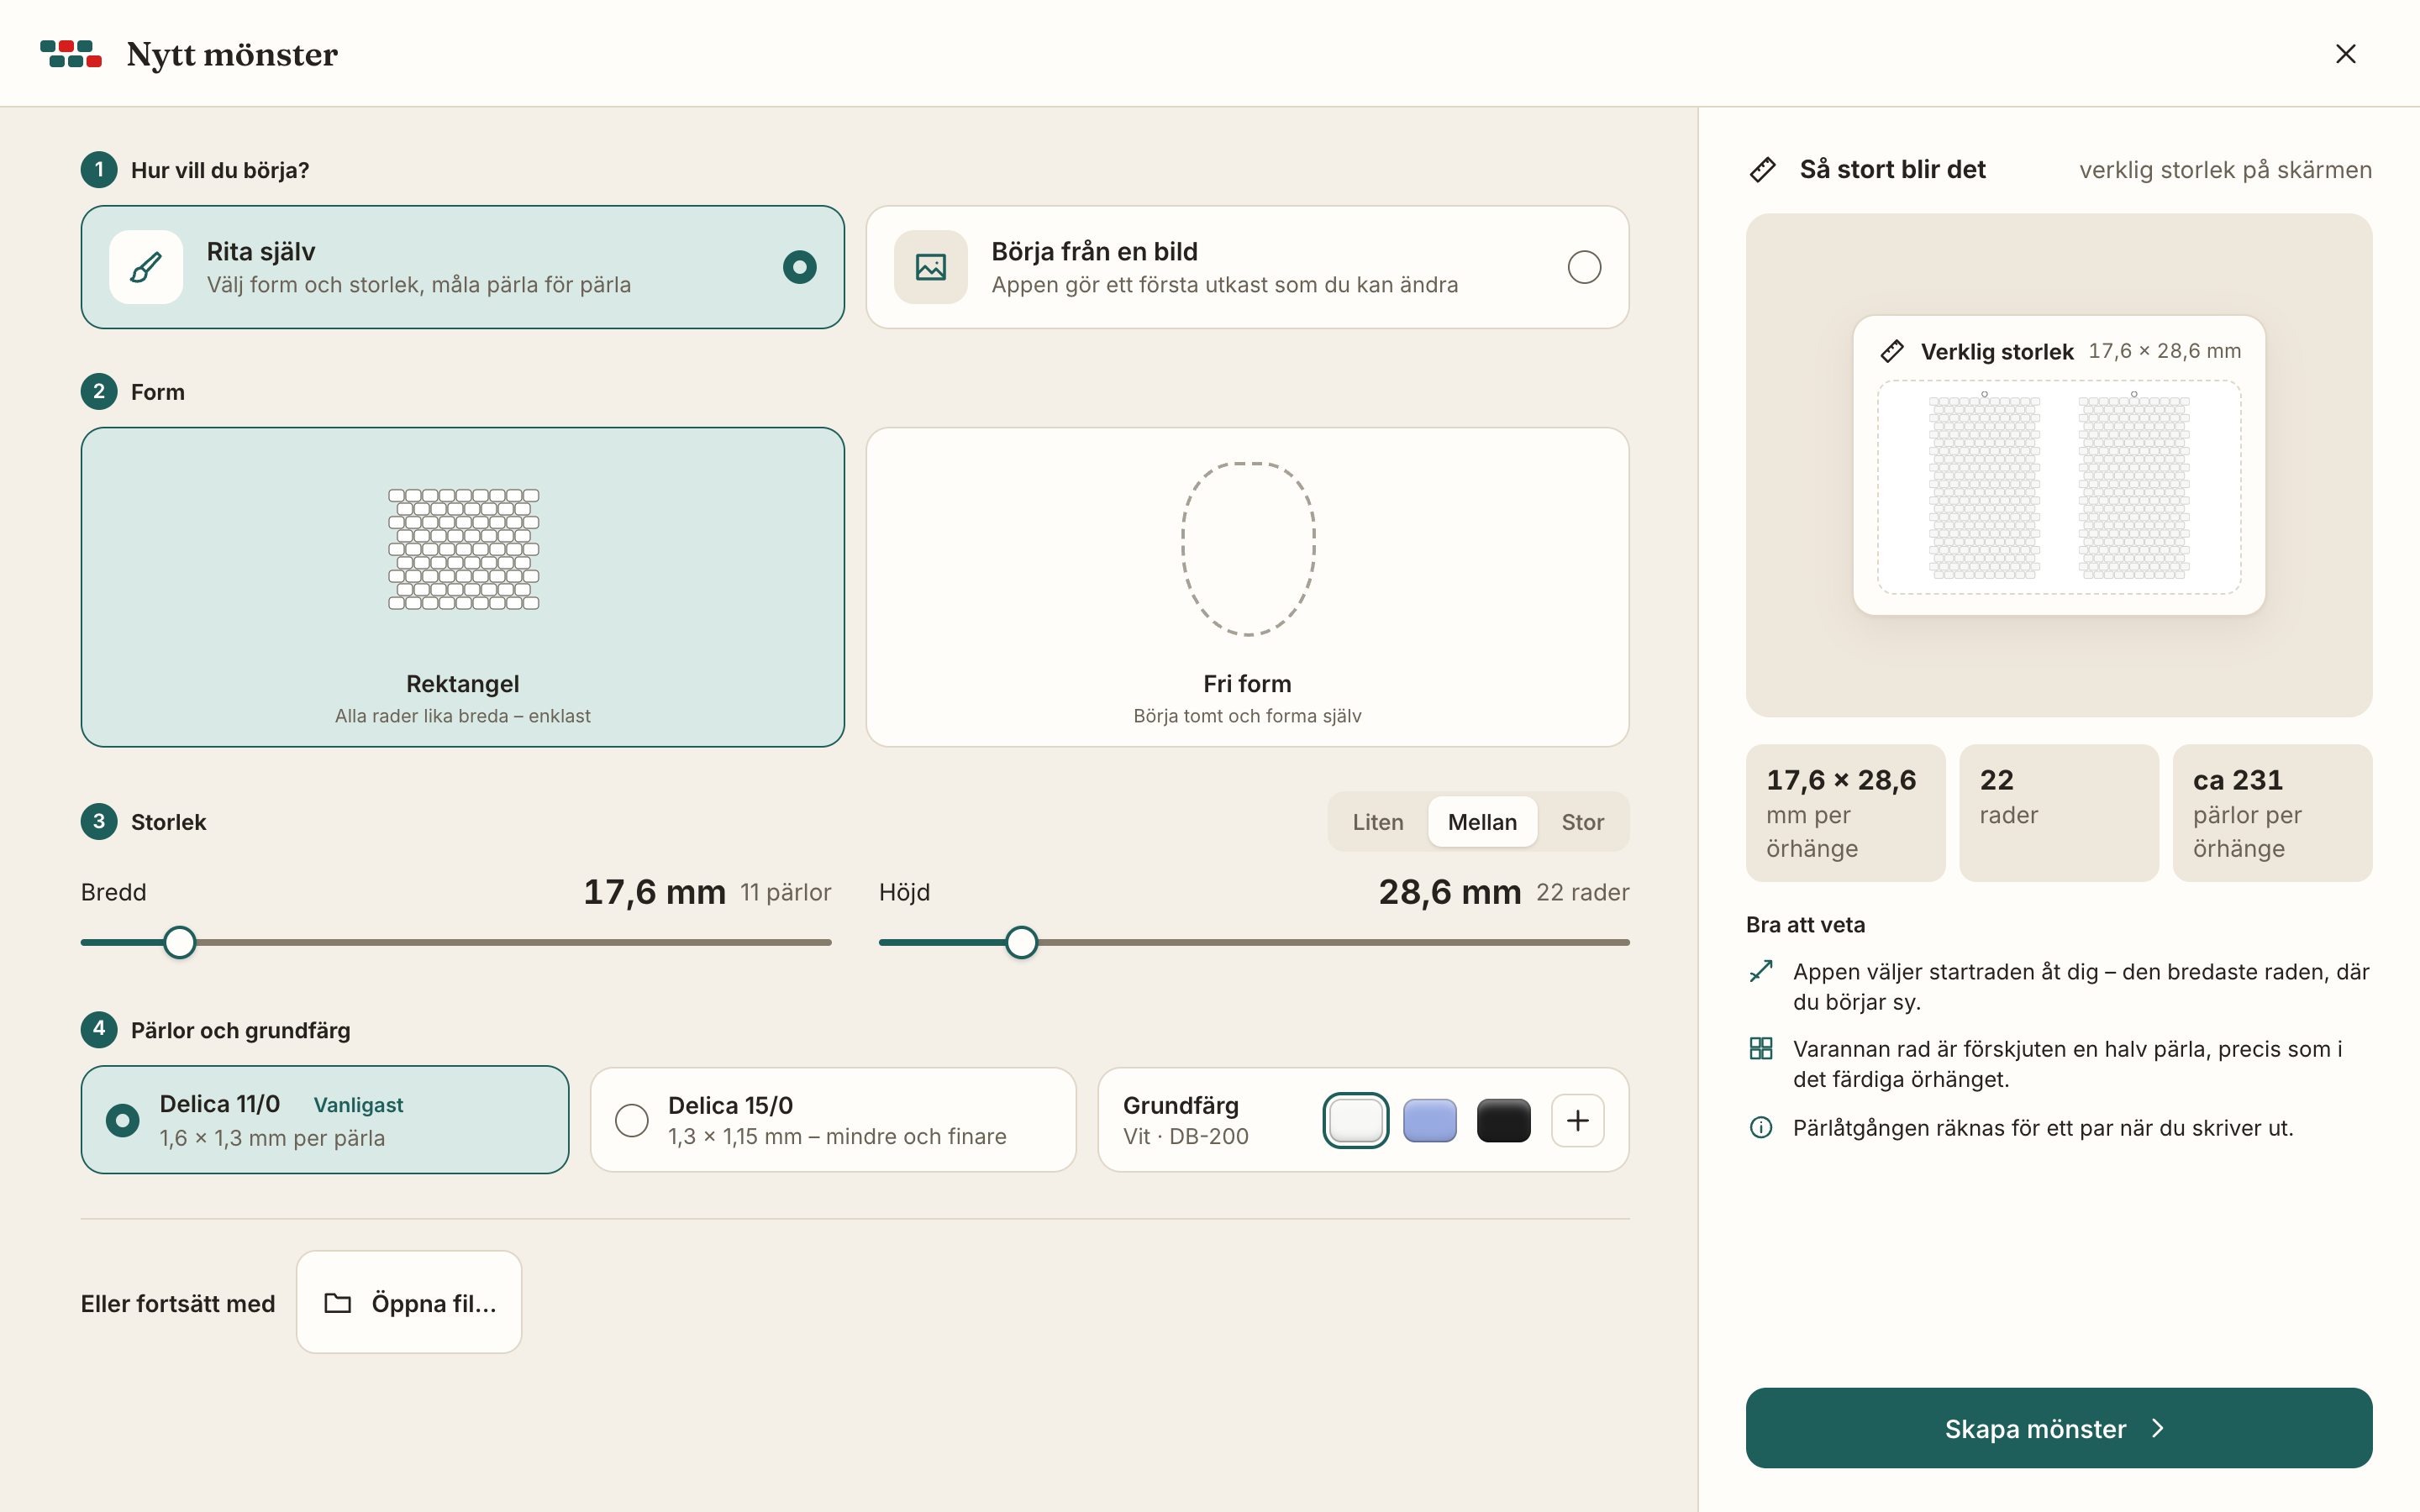 Nytt mönster
1 Hur vill du börja?
Rita själv
Välj form och storlek, måla pärla för pärla
Börja från en bild
Appen gör ett första utkast som du kan ändra
2 Form
Rektangel
Alla rader lika breda – enklast
Fri form
Börja tomt och forma själv
3 Storlek
Liten Mellan Stor
Bredd 17,6 mm 11 pärlor
Höjd 28,6 mm 22 rader
4 Pärlor och grundfärg
Delica 11/0 Vanligast
1,6 × 1,3 mm per pärla
Delica 15/0
1,3 × 1,15 mm – mindre och finare
Grundfärg
Vit · DB-200
Eller fortsätt med Öppna fil…
Så stort blir det verklig storlek på skärmen
Verklig storlek 17,6 × 28,6 mm
17,6 × 28,6
mm per
örhänge
22
rader
ca 231
pärlor per
örhänge
Bra att veta
Appen väljer startraden åt dig – den bredaste raden, där
du börjar sy.
Varannan rad är förskjuten en halv pärla, precis som i
det färdiga örhänget.
Pärlåtgången räknas för ett par när du skriver ut.
Skapa mönster